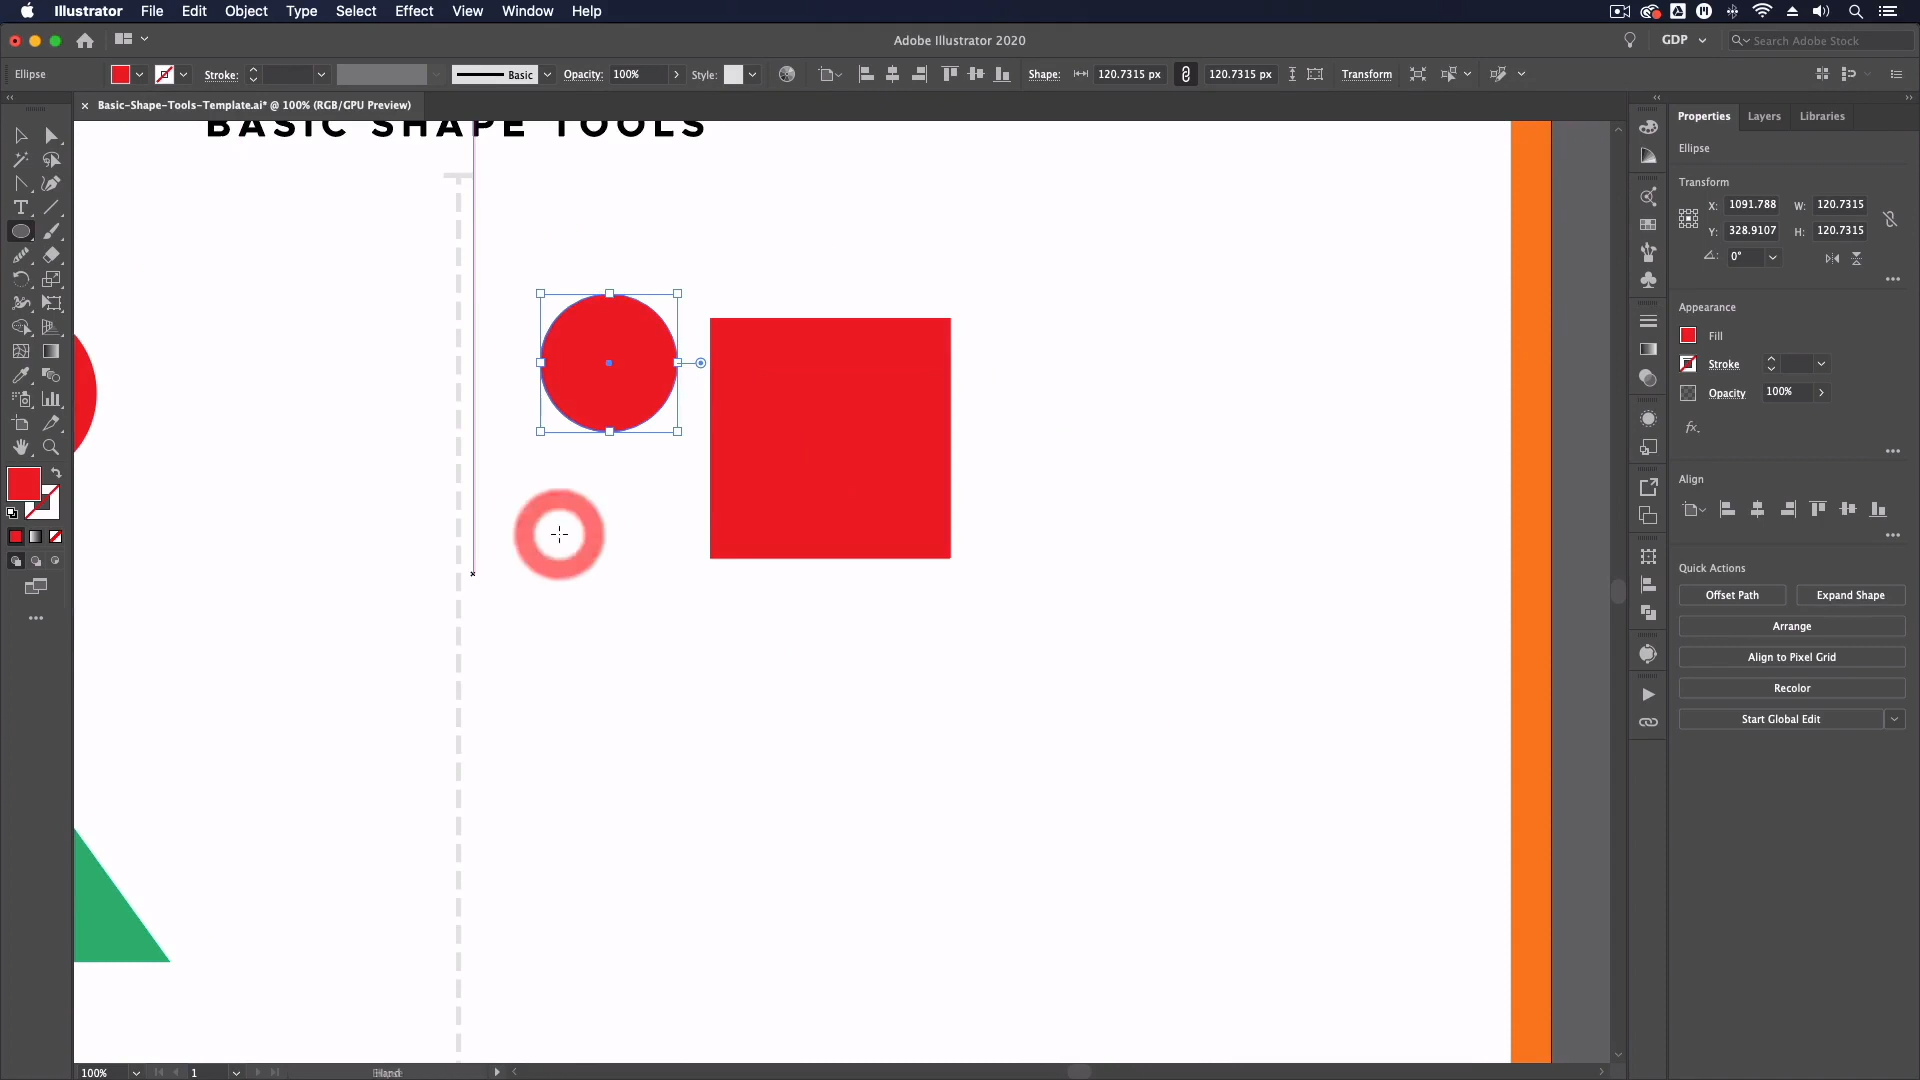 Illustrator File Edit Object Type Select Effect View Window Help
Adobe Illustrator 2020
GDP
Search Adobe Stock
Ellipse
Stroke:
Basic
Opacity: 100%
Style:
Shape: 120.7315 px 120.7315 px
Transform
Basic-Shape-Tools-Template.ai* @ 100% (RGB/GPU Preview)
BASIC SHAPE TOOLS
Properties Layers Libraries
Ellipse
Transform
X: 1091.788 W: 120.7315
Y: 328.9107 H: 120.7315
0°
Appearance
Fill
Stroke
Opacity 100%
fx.
Align
Quick Actions
Offset Path Expand Shape
Arrange
Align to Pixel Grid
Recolor
Start Global Edit
100% 1